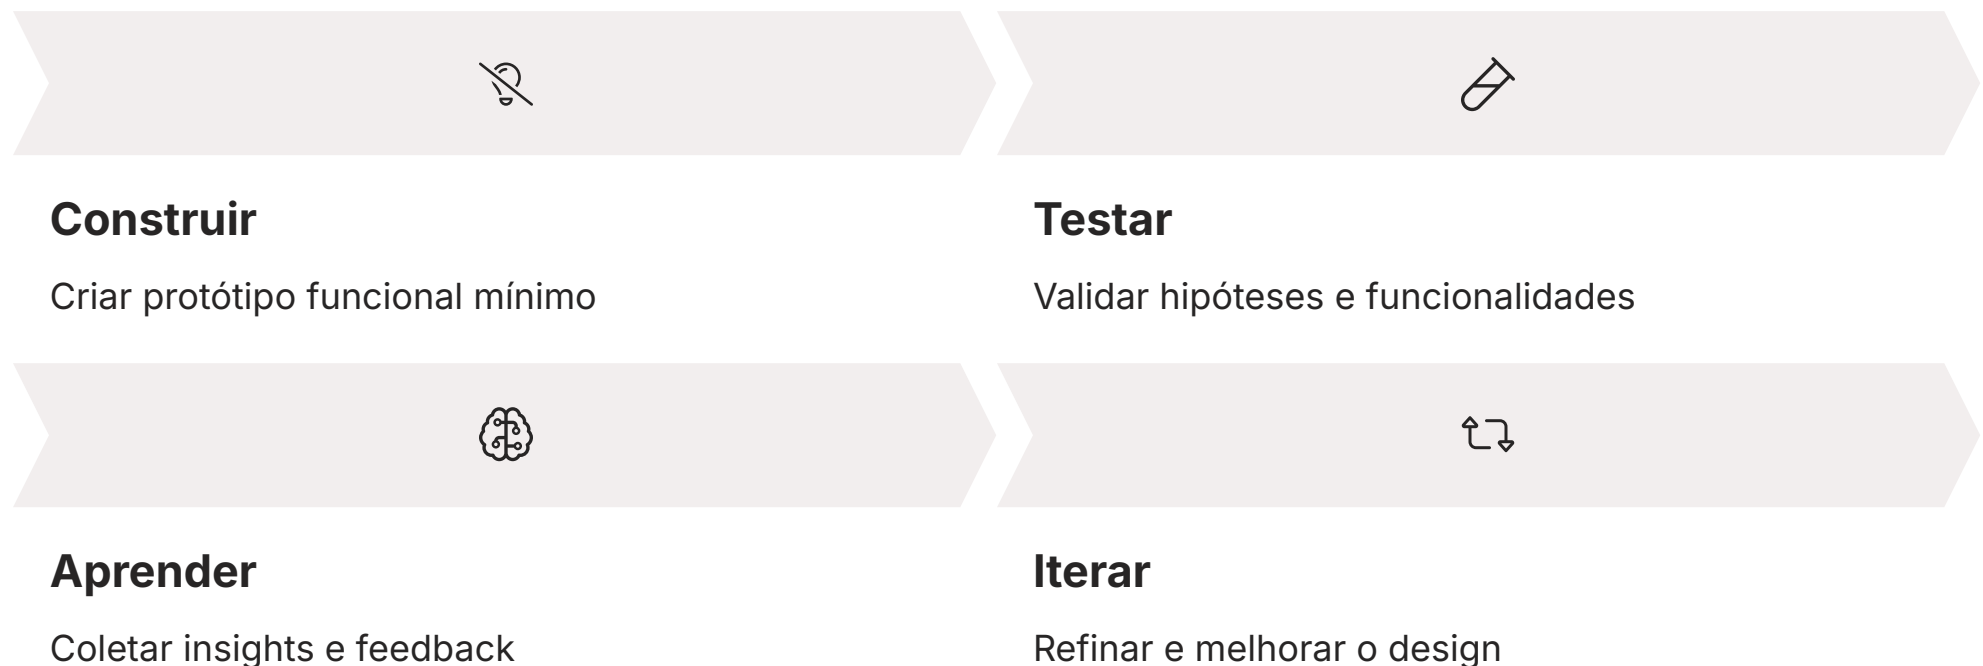 Construir
Criar protótipo funcional mínimo
Testar
Validar hipóteses e funcionalidades
Aprender
Coletar insights e feedback
Iterar
Refinar e melhorar o design